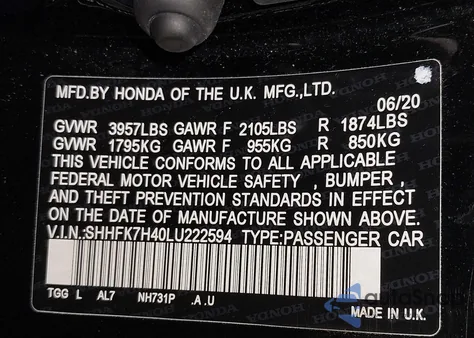 MFD.BY HONDA OF THE U.K. MFG.,LTD.
06/20
GVWR 3957LBS GAWR F 2105LBS R 1874LBS
GVWR 1795KG GAWR F 955KG R 850KG
THIS VEHICLE CONFORMS TO ALL APPLICABLE
FEDERAL MOTOR VEHICLE SAFETY , BUMPER ,
AND THEFT PREVENTION STANDARDS IN EFFECT
ON THE DATE OF MANUFACTURE SHOWN ABOVE.
V.I.N.:SHHFK7H40LU222594 TYPE:PASSENGER CAR
TGG L AL7 NH731P .A.U
MADE IN U.K.